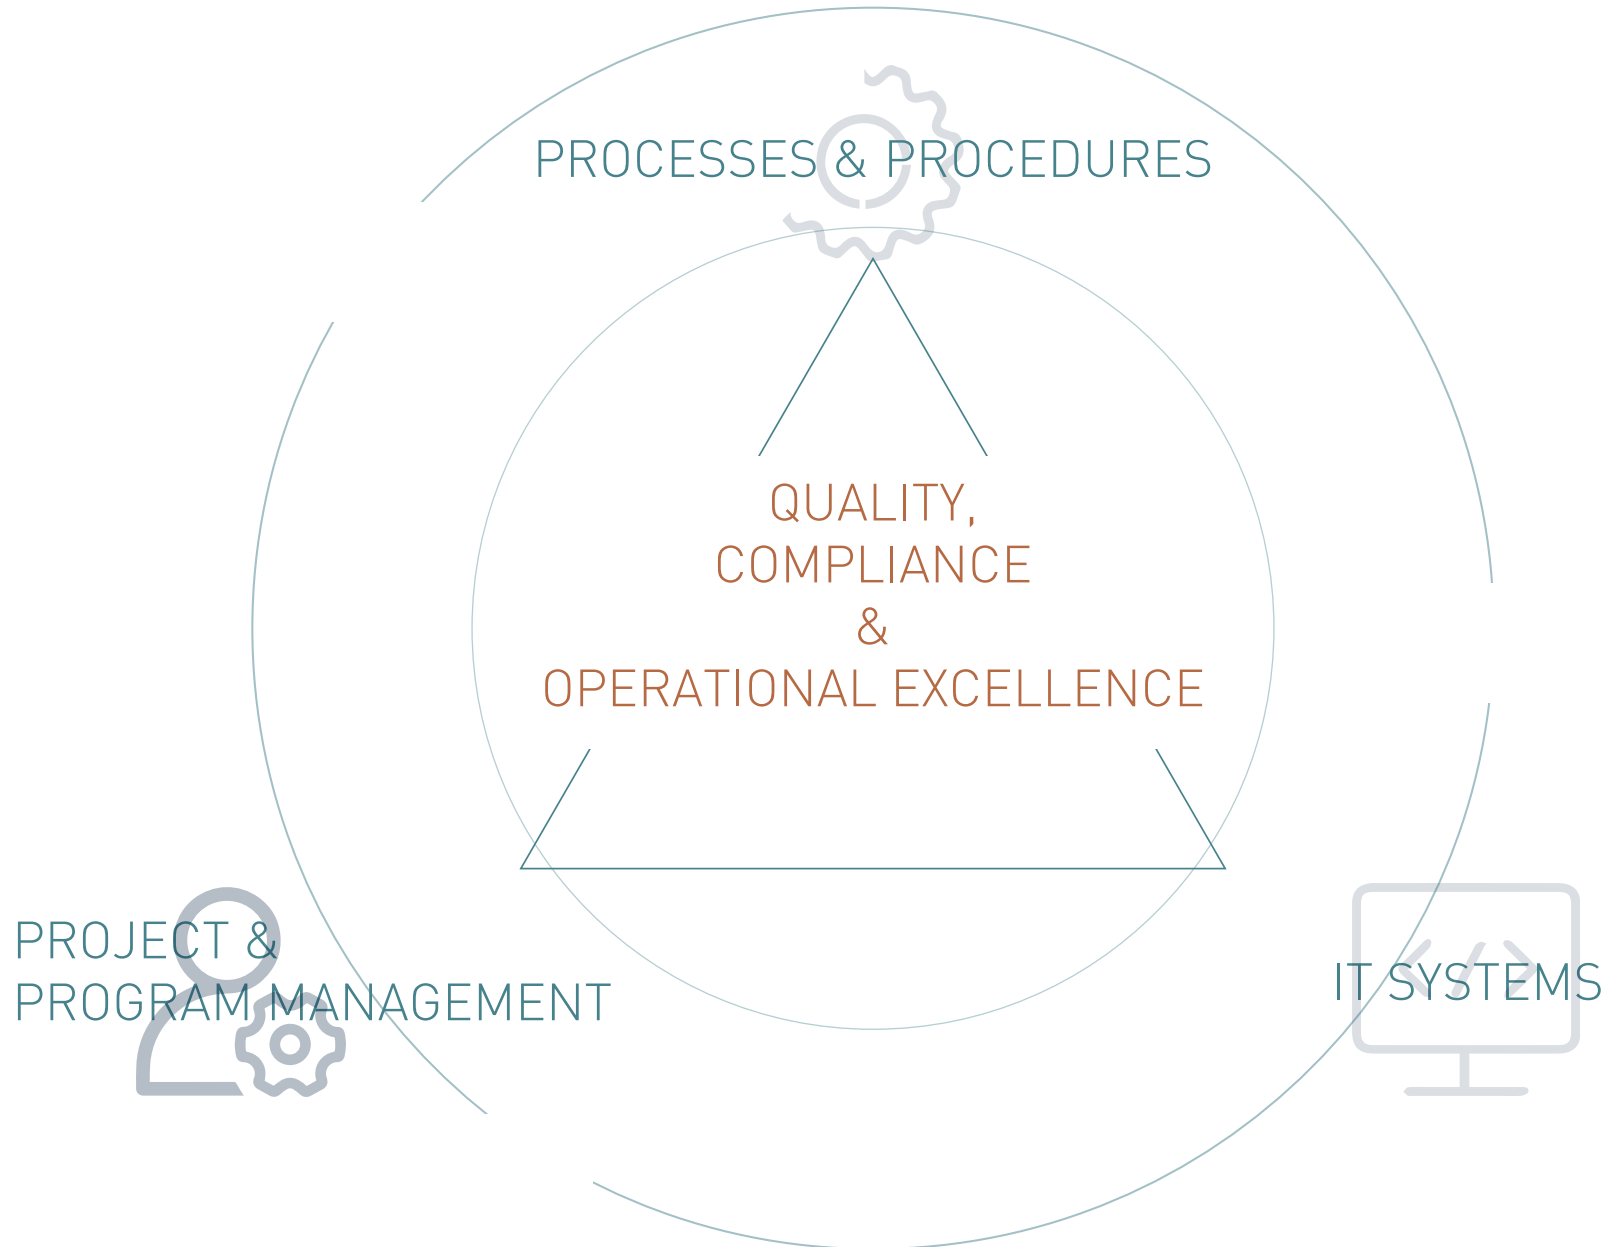 PROCESSES & PROCEDURES
QUALITY,
COMPLIANCE
&
OPERATIONAL EXCELLENCE
PROJECT &
PROGRAM MANAGEMENT
IT SYSTEMS